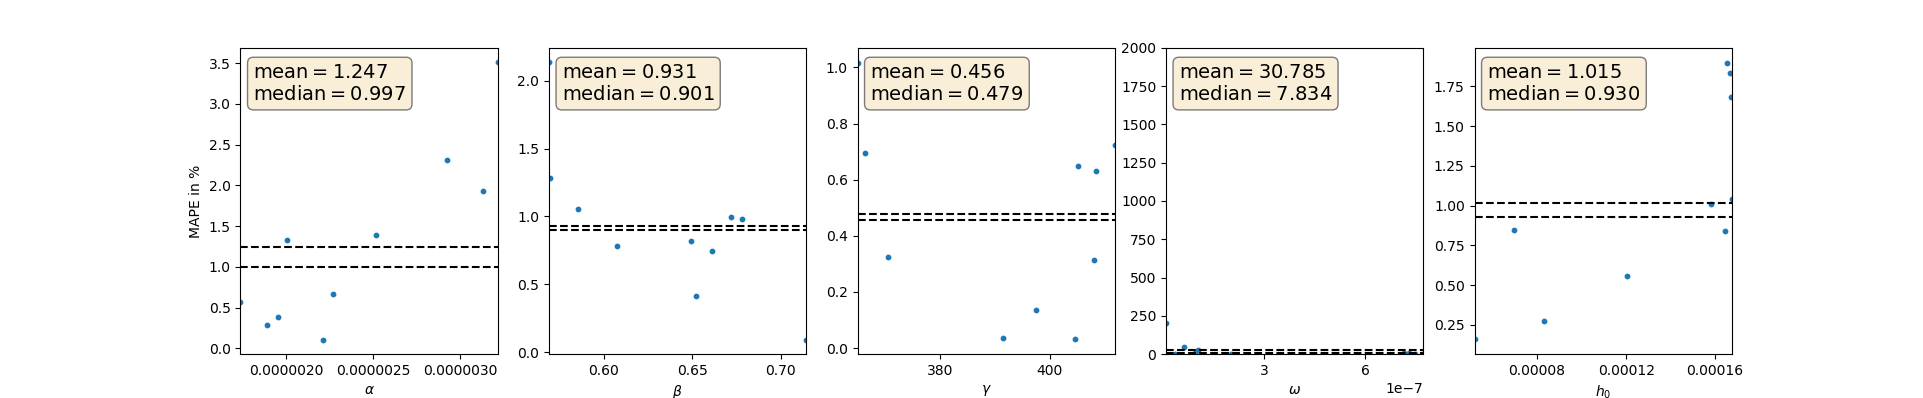 mean = 1.247
median = 0.997
MAPE in %
3.5
3.0
2.5
2.0
1.5
1.0
0.5
0.0
0.0000020 0.0000025 0.0000030
α
mean = 0.931
median = 0.901
2.0
1.5
1.0
0.5
0.0
0.60 0.65 0.70
β
mean = 0.456
median = 0.479
1.0
0.8
0.6
0.4
0.2
0.0
380 400
γ
mean = 30.785
median = 7.834
2000
1750
1500
1250
1000
750
500
250
0
3 6
1e−7
ω
mean = 1.015
median = 0.930
1.75
1.50
1.25
1.00
0.75
0.50
0.25
0.00008 0.00012 0.00016
h₀